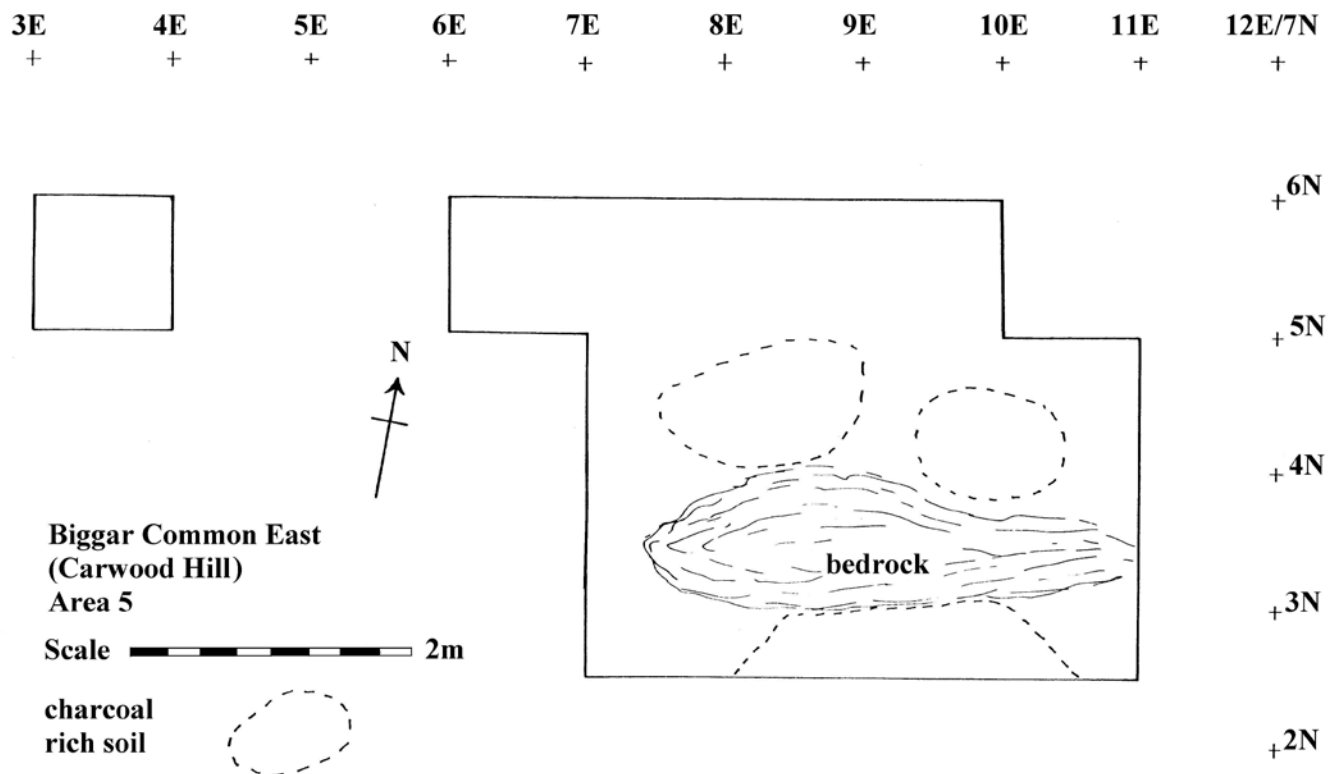 3E 4E 5E 6E 7E 8E 9E 10E 11E 12E/7N
6N
5N
N
4N
bedrock
Biggar Common East
(Carwood Hill)
Area 5
3N
Scale 2m
charcoal
rich soil
2N